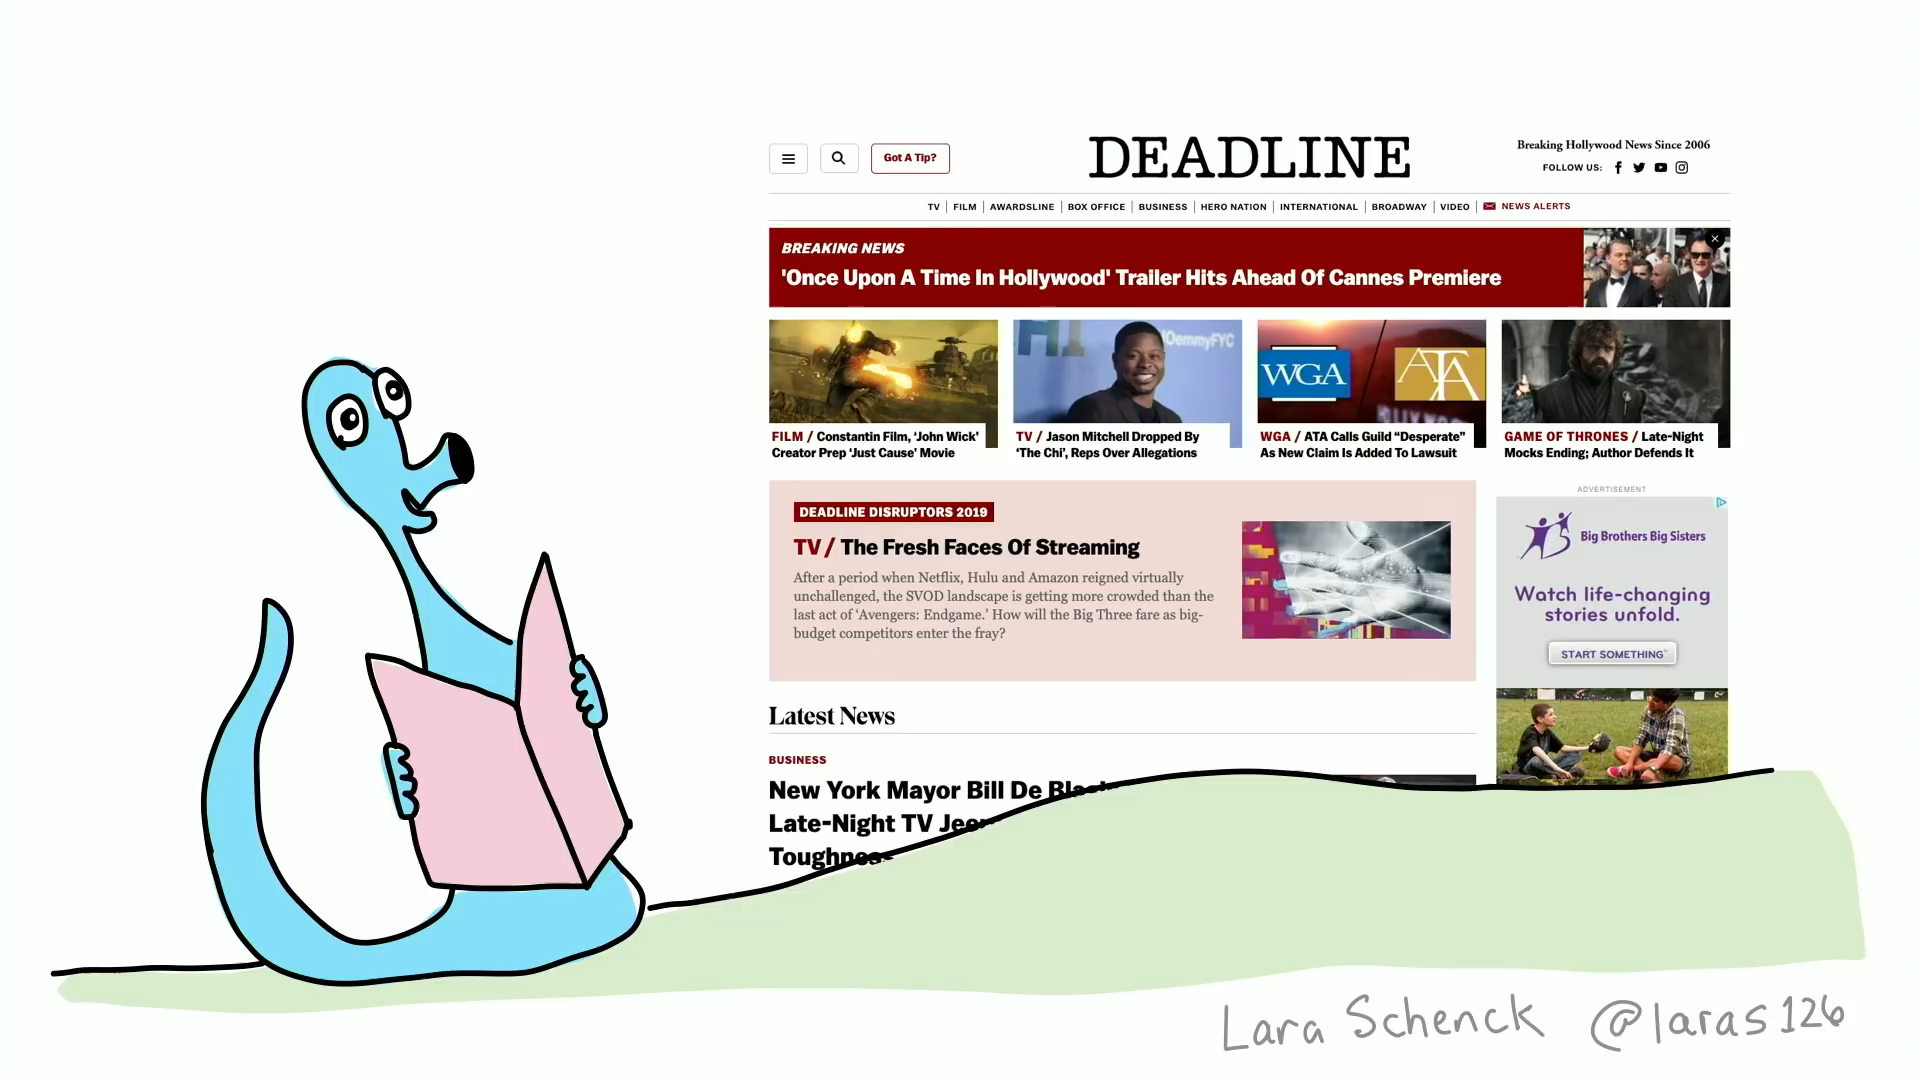 Got A Tip?
DEADLINE
Breaking Hollywood News Since 2006
FOLLOW US:
TV | FILM | AWARDSLINE | BOX OFFICE | BUSINESS | HERO NATION | INTERNATIONAL | BROADWAY | VIDEO | NEWS ALERTS
BREAKING NEWS
'Once Upon A Time In Hollywood' Trailer Hits Ahead Of Cannes Premiere
OemmyFYC
WGA
ATA
FILM / Constantin Film, ‘John Wick’
Creator Prep ‘Just Cause’ Movie
TV / Jason Mitchell Dropped By
‘The Chi’, Reps Over Allegations
WGA / ATA Calls Guild “Desperate”
As New Claim Is Added To Lawsuit
GAME OF THRONES / Late-Night
Mocks Ending; Author Defends It
DEADLINE DISRUPTORS 2019
TV / The Fresh Faces Of Streaming
After a period when Netflix, Hulu and Amazon reigned virtually
unchallenged, the SVOD landscape is getting more crowded than the
last act of ‘Avengers: Endgame.’ How will the Big Three fare as big-
budget competitors enter the fray?
ADVERTISEMENT
Big Brothers Big Sisters
Watch life-changing
stories unfold.
START SOMETHING™
Latest News
BUSINESS
New York Mayor Bill De
Late-Night TV
Lara Schenck @laras126